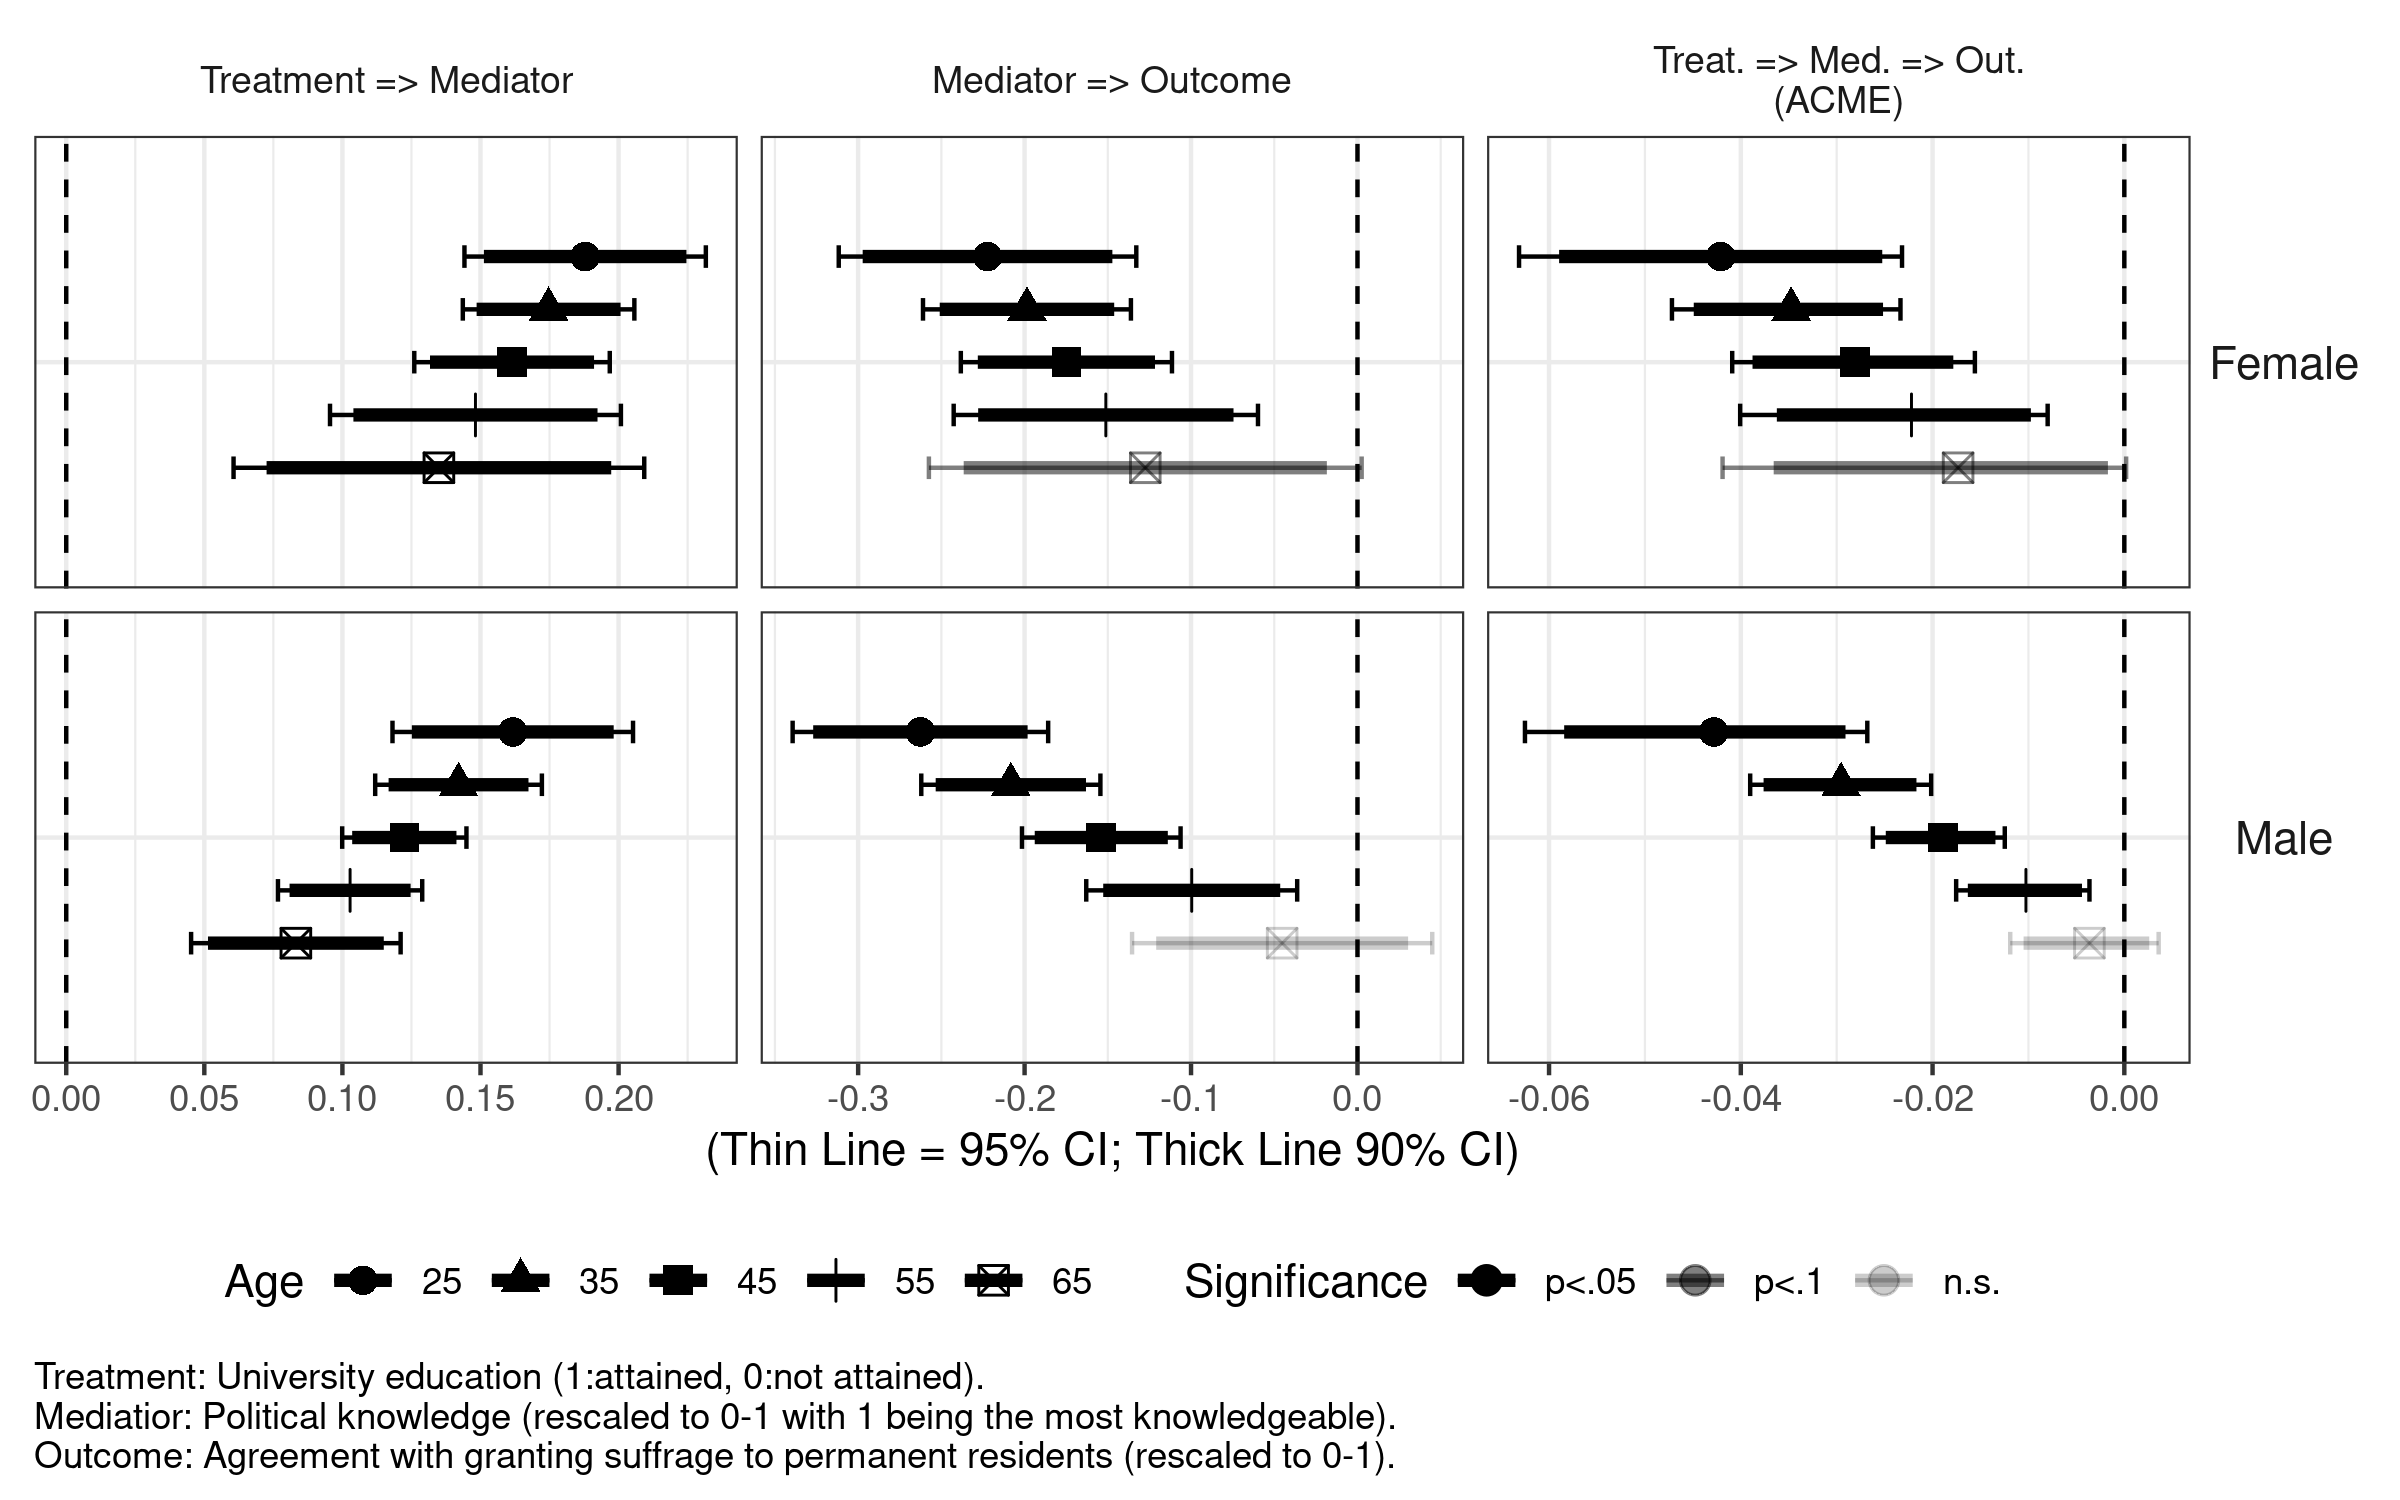 Treatment => Mediator
Mediator => Outcome
Treat. => Med. => Out.
(ACME)
Female
Male
0.00 0.05 0.10 0.15 0.20
-0.3 -0.2 -0.1 0.0
-0.06 -0.04 -0.02 0.00
(Thin Line = 95% CI; Thick Line 90% CI)
Age 25 35 45 55 65 Significance p<.05 p<.1 n.s.
Treatment: University education (1:attained, 0:not attained).
Mediatior: Political knowledge (rescaled to 0-1 with 1 being the most knowledgeable).
Outcome: Agreement with granting suffrage to permanent residents (rescaled to 0-1).